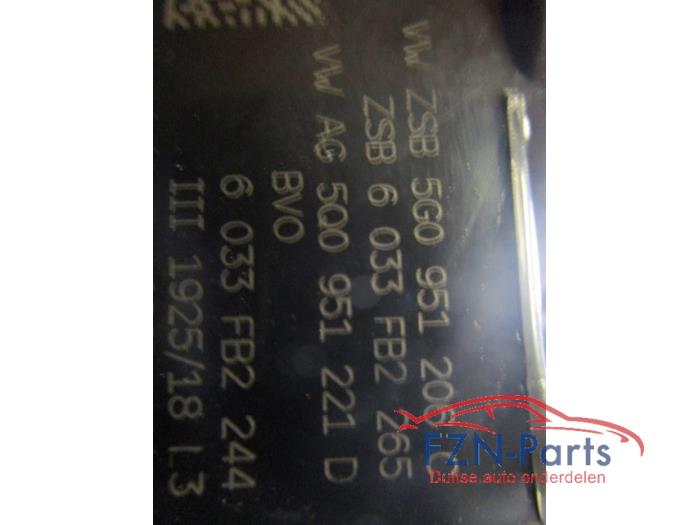 VW ZSB 5G0 951 206
ZSB 6 033 FB2 265
VW AG 5Q0 951 221 D
BVO
6 033 FB2 244
III 1925/18 L3
FZN-Parts
Duitse auto onderdelen